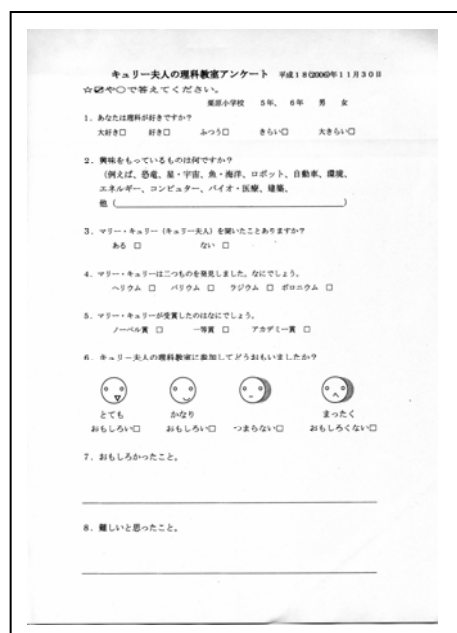 キュリー夫人の理科教室アンケート 平成18(2006)年11月30日
☆☑や○で答えてください。
栗原小学校 5年、 6年 男 女
1．あなたは理科が好きですか？
大好き□ 好き□ ふつう□ きらい□ 大きらい□
2．興味をもっているものは何ですか？
(例えば、恐竜、星・宇宙、魚・海洋、ロボット、自動車、環境、
エネルギー、コンピュター、バイオ・医療、建築、
他 ( )
3．マリー・キュリー（キュリー夫人）を聞いたことありますか？
ある □ ない □
4．マリー・キュリーは二つものを発見しました。なにでしょう。
ヘリウム □ バリウム □ ラジウム □ ポロニウム □
5．マリー・キュリーが受賞したのはなにでしょう。
ノーベル賞 □ 一等賞 □ アカデミー賞 □
6．キュリー夫人の理科教室に参加してどうおもいましたか？
とても かなり まったく
おもしろい□ おもしろい□ つまらない□ おもしろくない□
7．おもしろかったこと。
8．難しいと思ったこと。